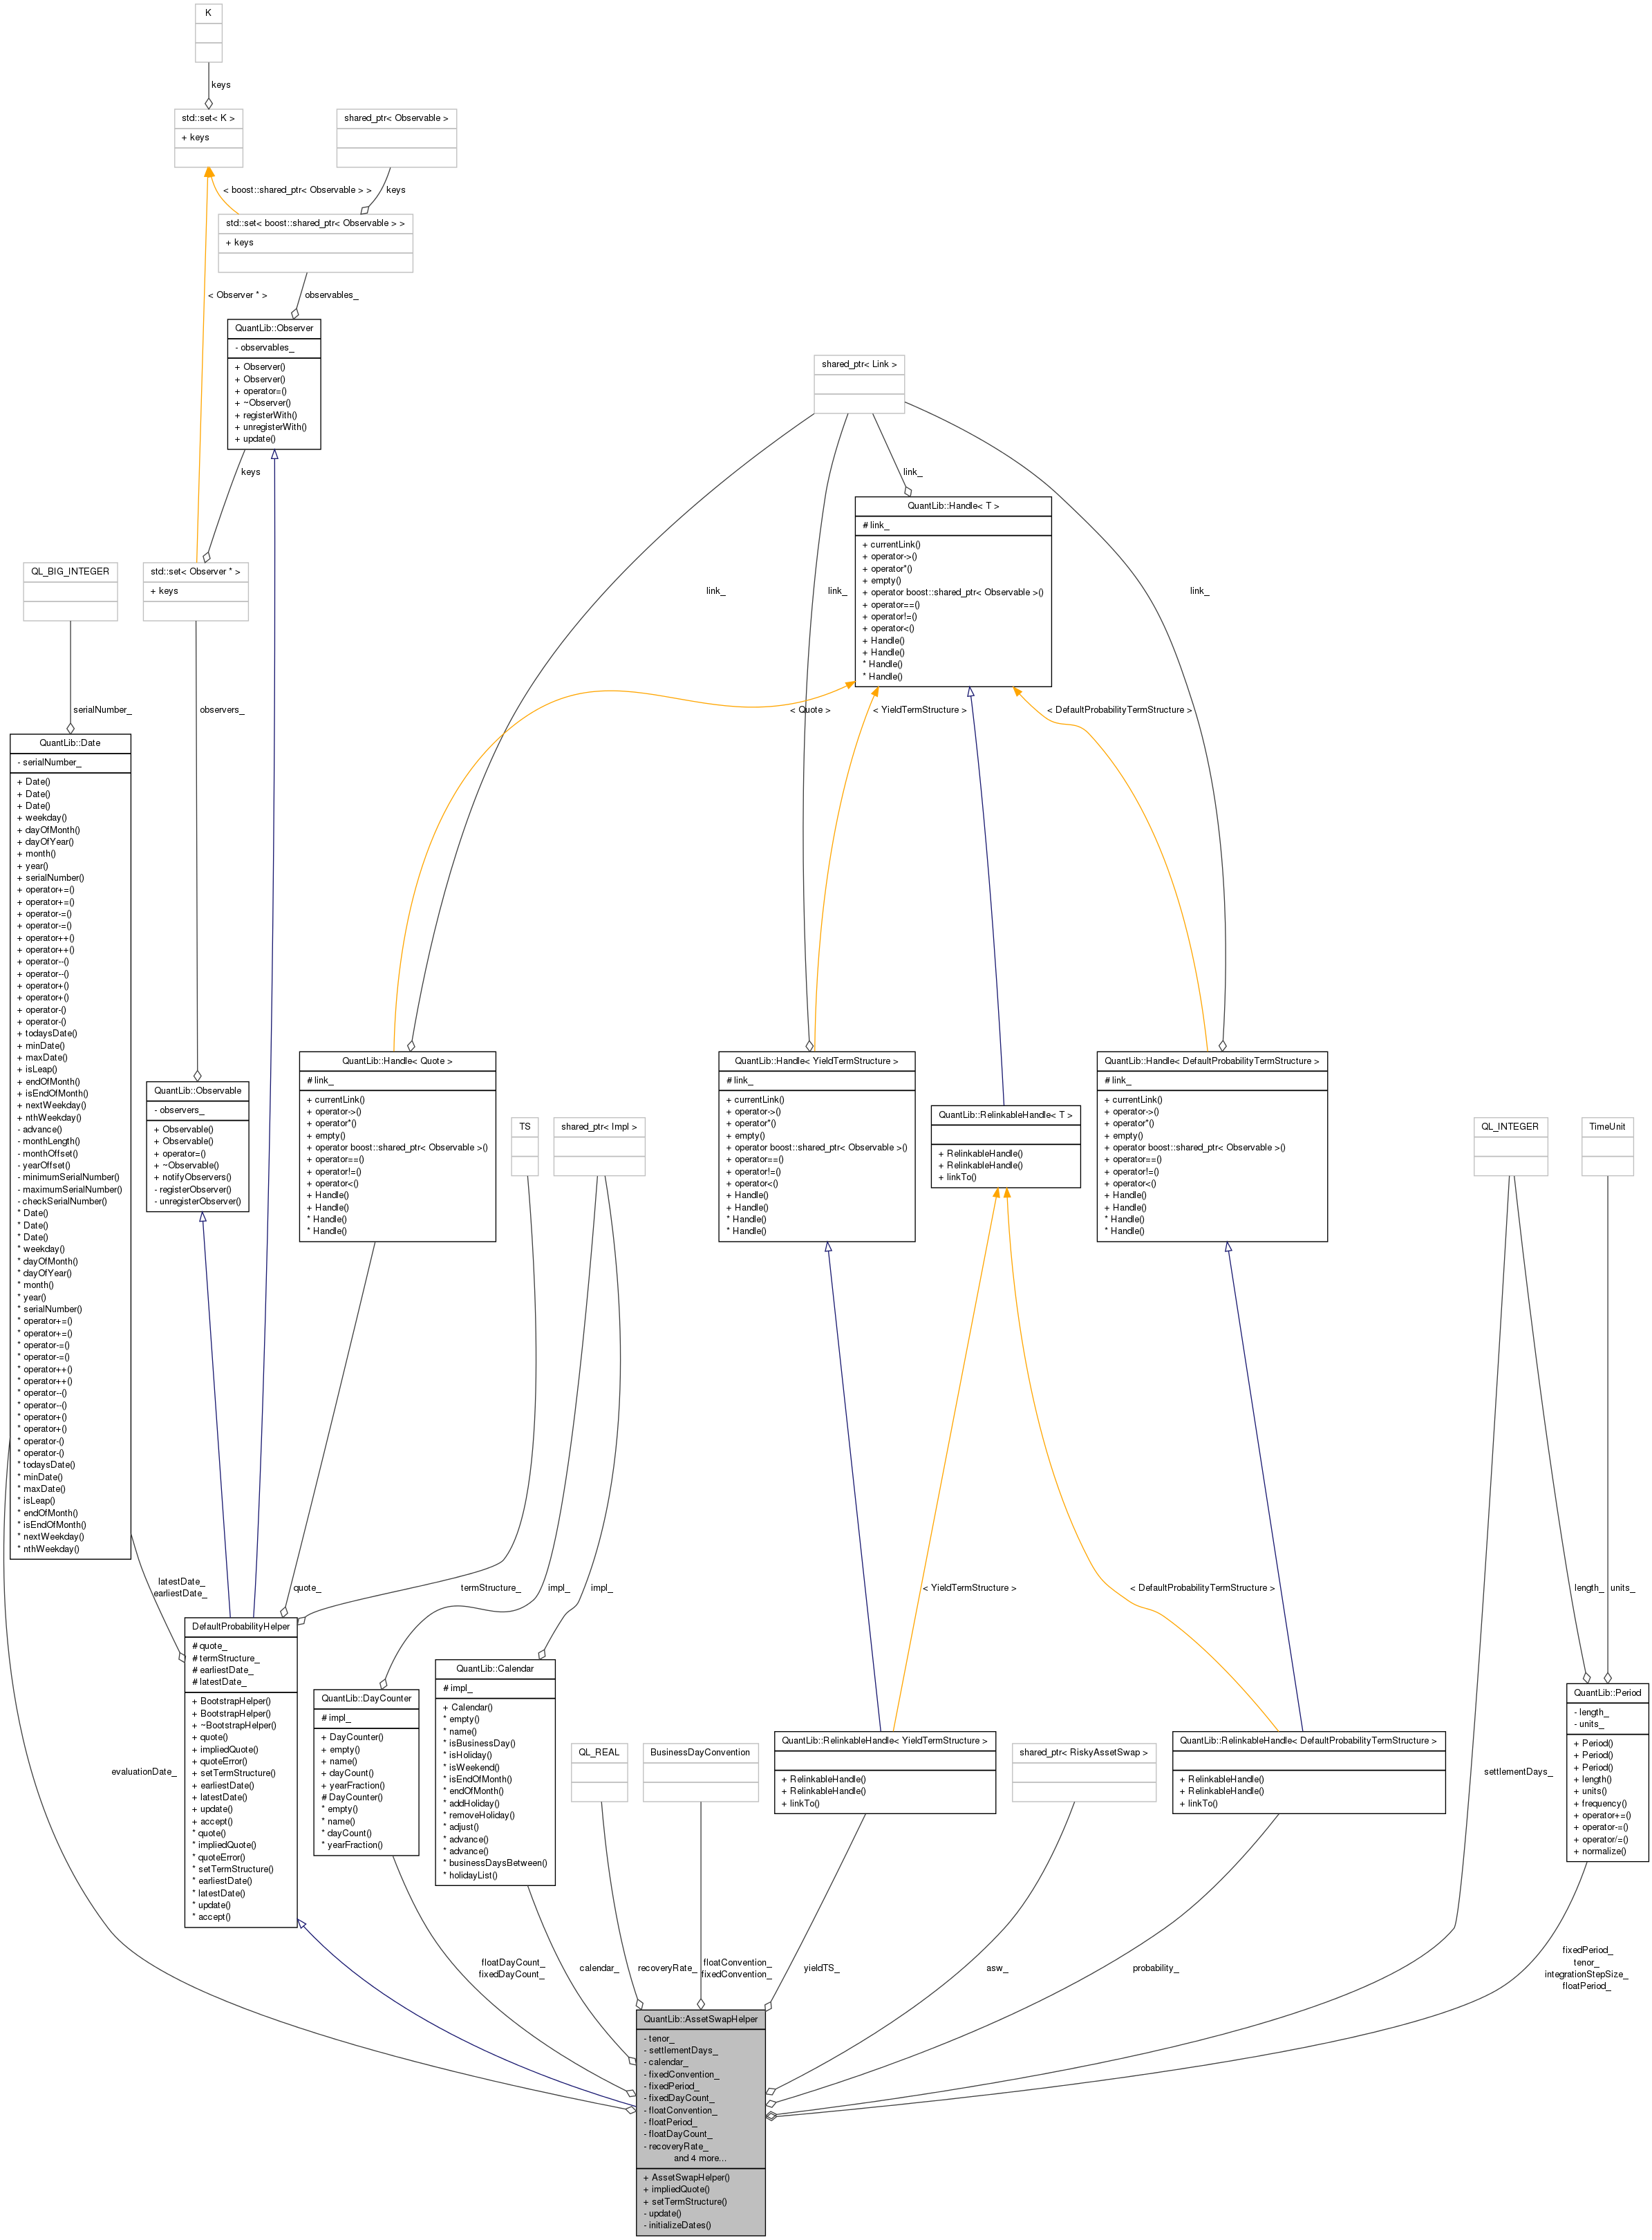 K
keys
std::set< K >
+ keys
shared_ptr< Observable >
< boost::shared_ptr< Observable > >
keys
std::set< boost::shared_ptr< Observable > >
+ keys
< Observer * >
observables_
QuantLib::Observer
- observables_
+ Observer()
+ Observer()
+ operator=()
+ ~Observer()
+ registerWith()
+ unregisterWith()
+ update()
keys
shared_ptr< Link >
link_
QuantLib::Handle< T >
# link_
+ currentLink()
+ operator->()
+ operator*()
+ empty()
+ operator boost::shared_ptr< Observable >()
+ operator==()
+ operator!=()
+ operator<()
+ Handle()
+ Handle()
* Handle()
* Handle()
QL_BIG_INTEGER
std::set< Observer * >
+ keys
link_
link_
link_
serialNumber_
observers_
< Quote >
< YieldTermStructure >
< DefaultProbabilityTermStructure >
QuantLib::Date
- serialNumber_
+ Date()
+ Date()
+ Date()
+ weekday()
+ dayOfMonth()
+ dayOfYear()
+ month()
+ year()
+ serialNumber()
+ operator+=()
+ operator+=()
+ operator-=()
+ operator-=()
+ operator++()
+ operator++()
+ operator--()
+ operator--()
+ operator+()
+ operator+()
+ operator-()
+ operator-()
+ todaysDate()
+ minDate()
+ maxDate()
+ isLeap()
+ endOfMonth()
+ isEndOfMonth()
+ nextWeekday()
+ nthWeekday()
- advance()
- monthLength()
- monthOffset()
- yearOffset()
- minimumSerialNumber()
- maximumSerialNumber()
- checkSerialNumber()
* Date()
* Date()
* Date()
* weekday()
* dayOfMonth()
* dayOfYear()
* month()
* year()
* serialNumber()
* operator+=()
* operator+=()
* operator-=()
* operator-=()
* operator++()
* operator++()
* operator--()
* operator--()
* operator+()
* operator+()
* operator-()
* operator-()
* todaysDate()
* minDate()
* maxDate()
* isLeap()
* endOfMonth()
* isEndOfMonth()
* nextWeekday()
* nthWeekday()
QuantLib::Observable
- observers_
+ Observable()
+ Observable()
+ operator=()
+ ~Observable()
+ notifyObservers()
- registerObserver()
- unregisterObserver()
QuantLib::Handle< Quote >
# link_
+ currentLink()
+ operator->()
+ operator*()
+ empty()
+ operator boost::shared_ptr< Observable >()
+ operator==()
+ operator!=()
+ operator<()
+ Handle()
+ Handle()
* Handle()
* Handle()
TS
shared_ptr< Impl >
QuantLib::Handle< YieldTermStructure >
# link_
+ currentLink()
+ operator->()
+ operator*()
+ empty()
+ operator boost::shared_ptr< Observable >()
+ operator==()
+ operator!=()
+ operator<()
+ Handle()
+ Handle()
* Handle()
* Handle()
QuantLib::RelinkableHandle< T >
+ RelinkableHandle()
+ RelinkableHandle()
+ linkTo()
QuantLib::Handle< DefaultProbabilityTermStructure >
# link_
+ currentLink()
+ operator->()
+ operator*()
+ empty()
+ operator boost::shared_ptr< Observable >()
+ operator==()
+ operator!=()
+ operator<()
+ Handle()
+ Handle()
* Handle()
* Handle()
QL_INTEGER
TimeUnit
latestDate_
earliestDate_
quote_
termStructure_
impl_
impl_
< YieldTermStructure >
< DefaultProbabilityTermStructure >
length_
units_
DefaultProbabilityHelper
# quote_
# termStructure_
# earliestDate_
# latestDate_
+ BootstrapHelper()
+ BootstrapHelper()
+ ~BootstrapHelper()
+ quote()
+ impliedQuote()
+ quoteError()
+ setTermStructure()
+ earliestDate()
+ latestDate()
+ update()
+ accept()
* quote()
* impliedQuote()
* quoteError()
* setTermStructure()
* earliestDate()
* latestDate()
* update()
* accept()
QuantLib::DayCounter
# impl_
+ DayCounter()
+ empty()
+ name()
+ dayCount()
+ yearFraction()
# DayCounter()
* empty()
* name()
* dayCount()
* yearFraction()
QuantLib::Calendar
# impl_
+ Calendar()
* empty()
* name()
* isBusinessDay()
* isHoliday()
* isWeekend()
* isEndOfMonth()
* endOfMonth()
* addHoliday()
* removeHoliday()
* adjust()
* advance()
* advance()
* businessDaysBetween()
* holidayList()
QL_REAL
BusinessDayConvention
QuantLib::RelinkableHandle< YieldTermStructure >
+ RelinkableHandle()
+ RelinkableHandle()
+ linkTo()
shared_ptr< RiskyAssetSwap >
QuantLib::RelinkableHandle< DefaultProbabilityTermStructure >
+ RelinkableHandle()
+ RelinkableHandle()
+ linkTo()
QuantLib::Period
- length_
- units_
+ Period()
+ Period()
+ Period()
+ length()
+ units()
+ frequency()
+ operator+=()
+ operator-=()
+ operator/=()
+ normalize()
evaluationDate_
settlementDays_
floatDayCount_
fixedDayCount_
calendar_
recoveryRate_
floatConvention_
fixedConvention_
yieldTS_
asw_
probability_
fixedPeriod_
tenor_
integrationStepSize_
floatPeriod_
QuantLib::AssetSwapHelper
- tenor_
- settlementDays_
- calendar_
- fixedConvention_
- fixedPeriod_
- fixedDayCount_
- floatConvention_
- floatPeriod_
- floatDayCount_
- recoveryRate_
and 4 more...
+ AssetSwapHelper()
+ impliedQuote()
+ setTermStructure()
- update()
- initializeDates()